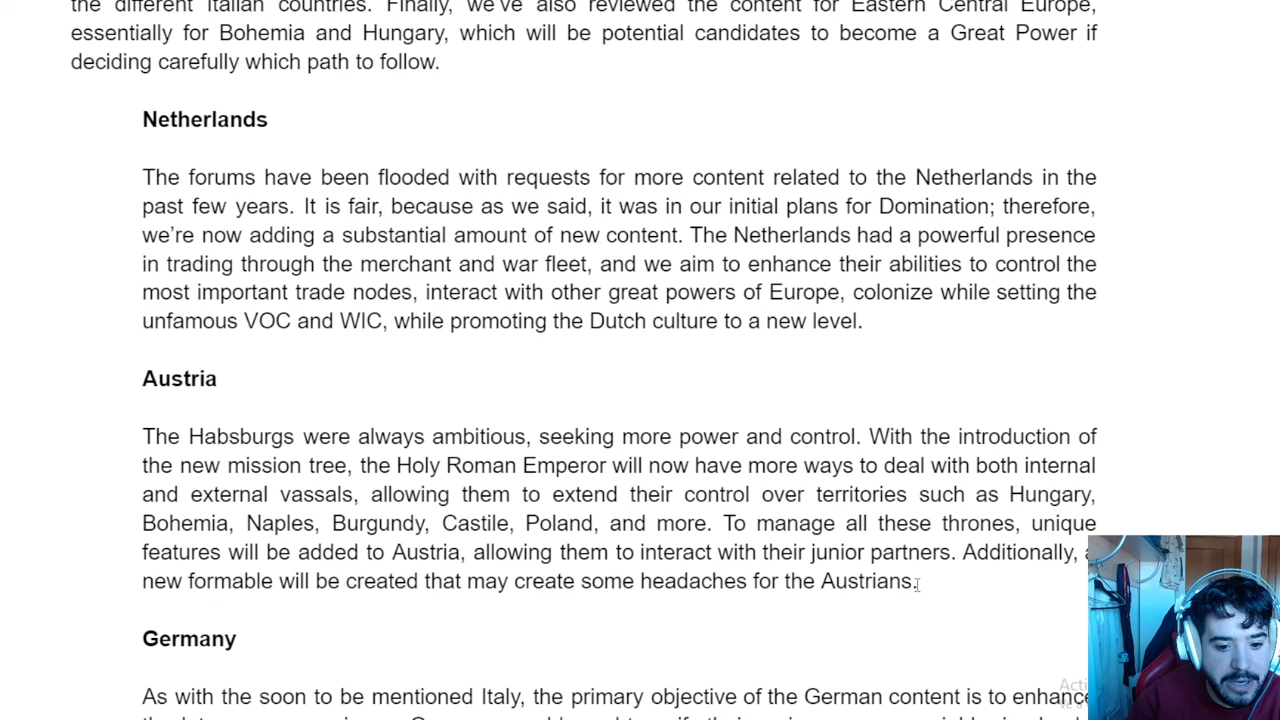 the different Italian countries. Finally, we've also reviewed the content for Eastern Central Europe,
essentially for Bohemia and Hungary, which will be potential candidates to become a Great Power if
deciding carefully which path to follow.
Netherlands
The forums have been flooded with requests for more content related to the Netherlands in the
past few years. It is fair, because as we said, it was in our initial plans for Domination; therefore,
we're now adding a substantial amount of new content. The Netherlands had a powerful presence
in trading through the merchant and war fleet, and we aim to enhance their abilities to control the
most important trade nodes, interact with other great powers of Europe, colonize while setting the
unfamous VOC and WIC, while promoting the Dutch culture to a new level.
Austria
The Habsburgs were always ambitious, seeking more power and control. With the introduction of
the new mission tree, the Holy Roman Emperor will now have more ways to deal with both internal
and external vassals, allowing them to extend their control over territories such as Hungary,
Bohemia, Naples, Burgundy, Castile, Poland, and more. To manage all these thrones, unique
features will be added to Austria, allowing them to interact with their junior partners. Additionally, a
new formable will be created that may create some headaches for the Austrians.
Germany
As with the soon to be mentioned Italy, the primary objective of the German content is to enhance